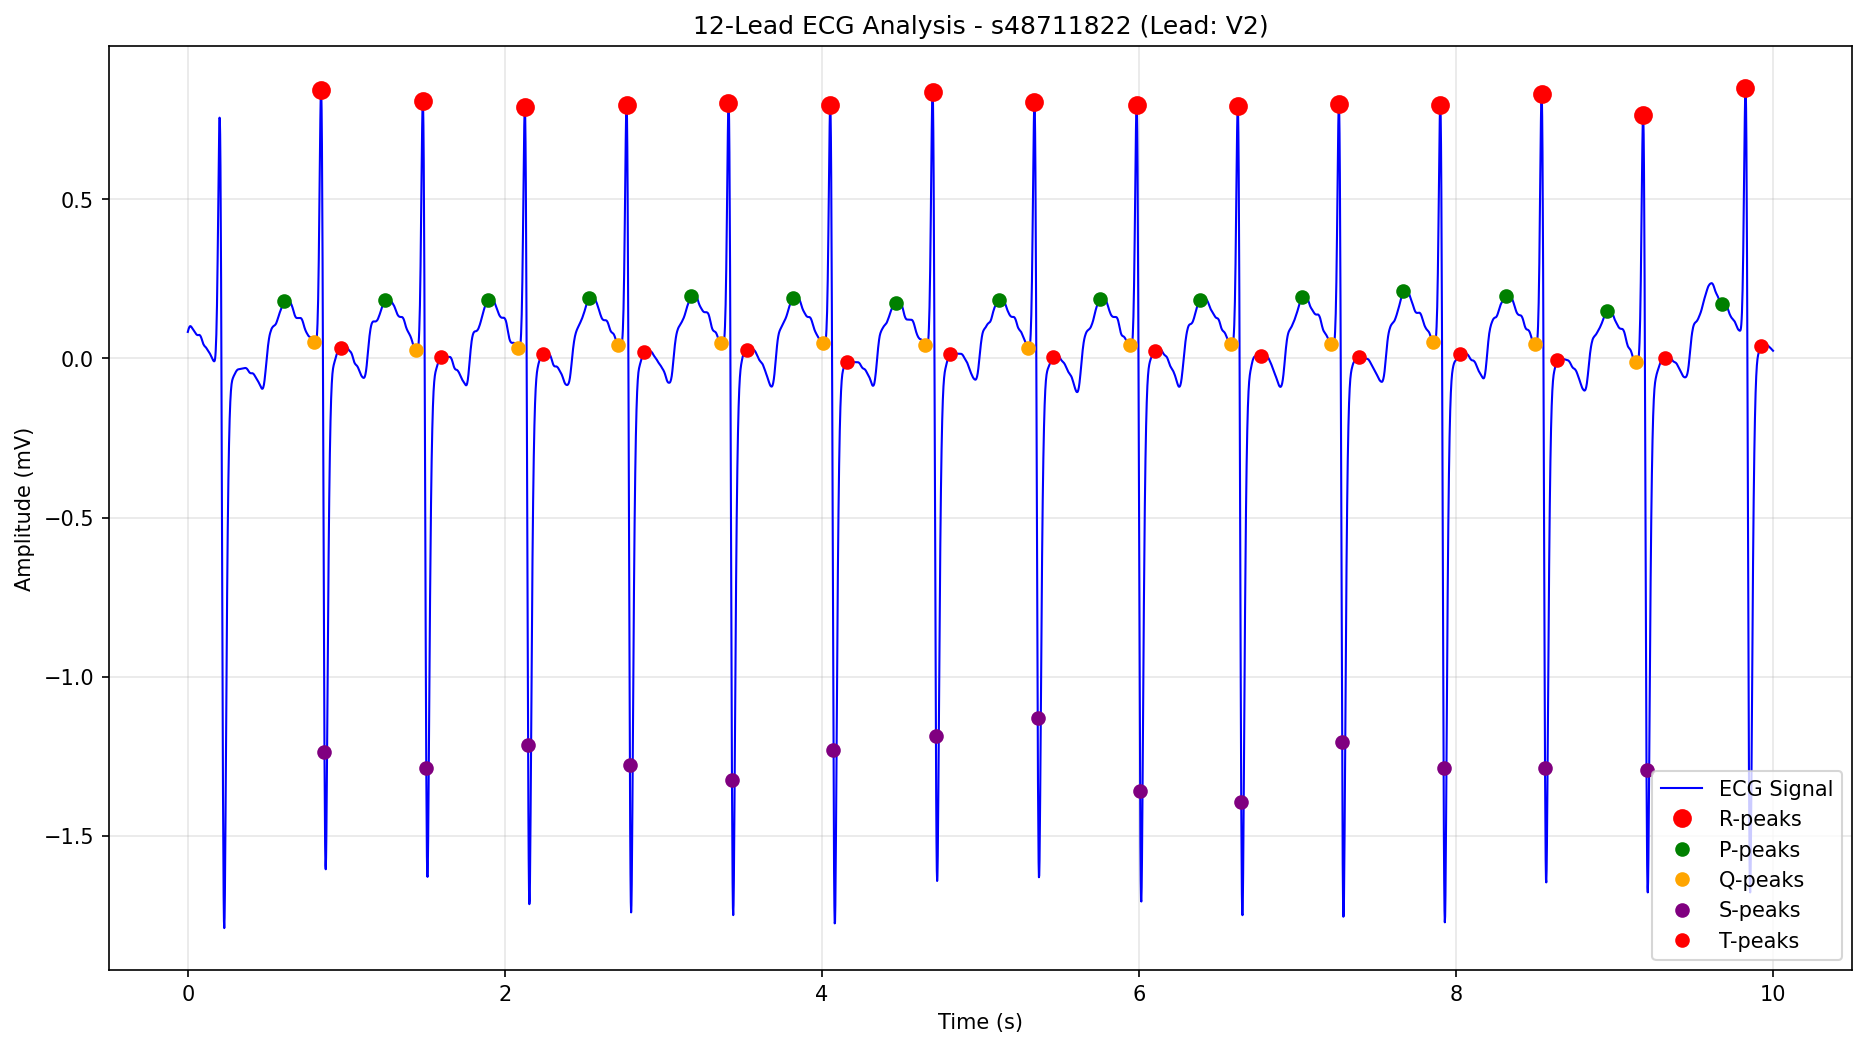 12-Lead ECG Analysis - s48711822 (Lead: V2)
Amplitude (mV)
0.5
0.0
−0.5
−1.0
−1.5
0
2
4
6
8
10
Time (s)
ECG Signal
R-peaks
P-peaks
Q-peaks
S-peaks
T-peaks